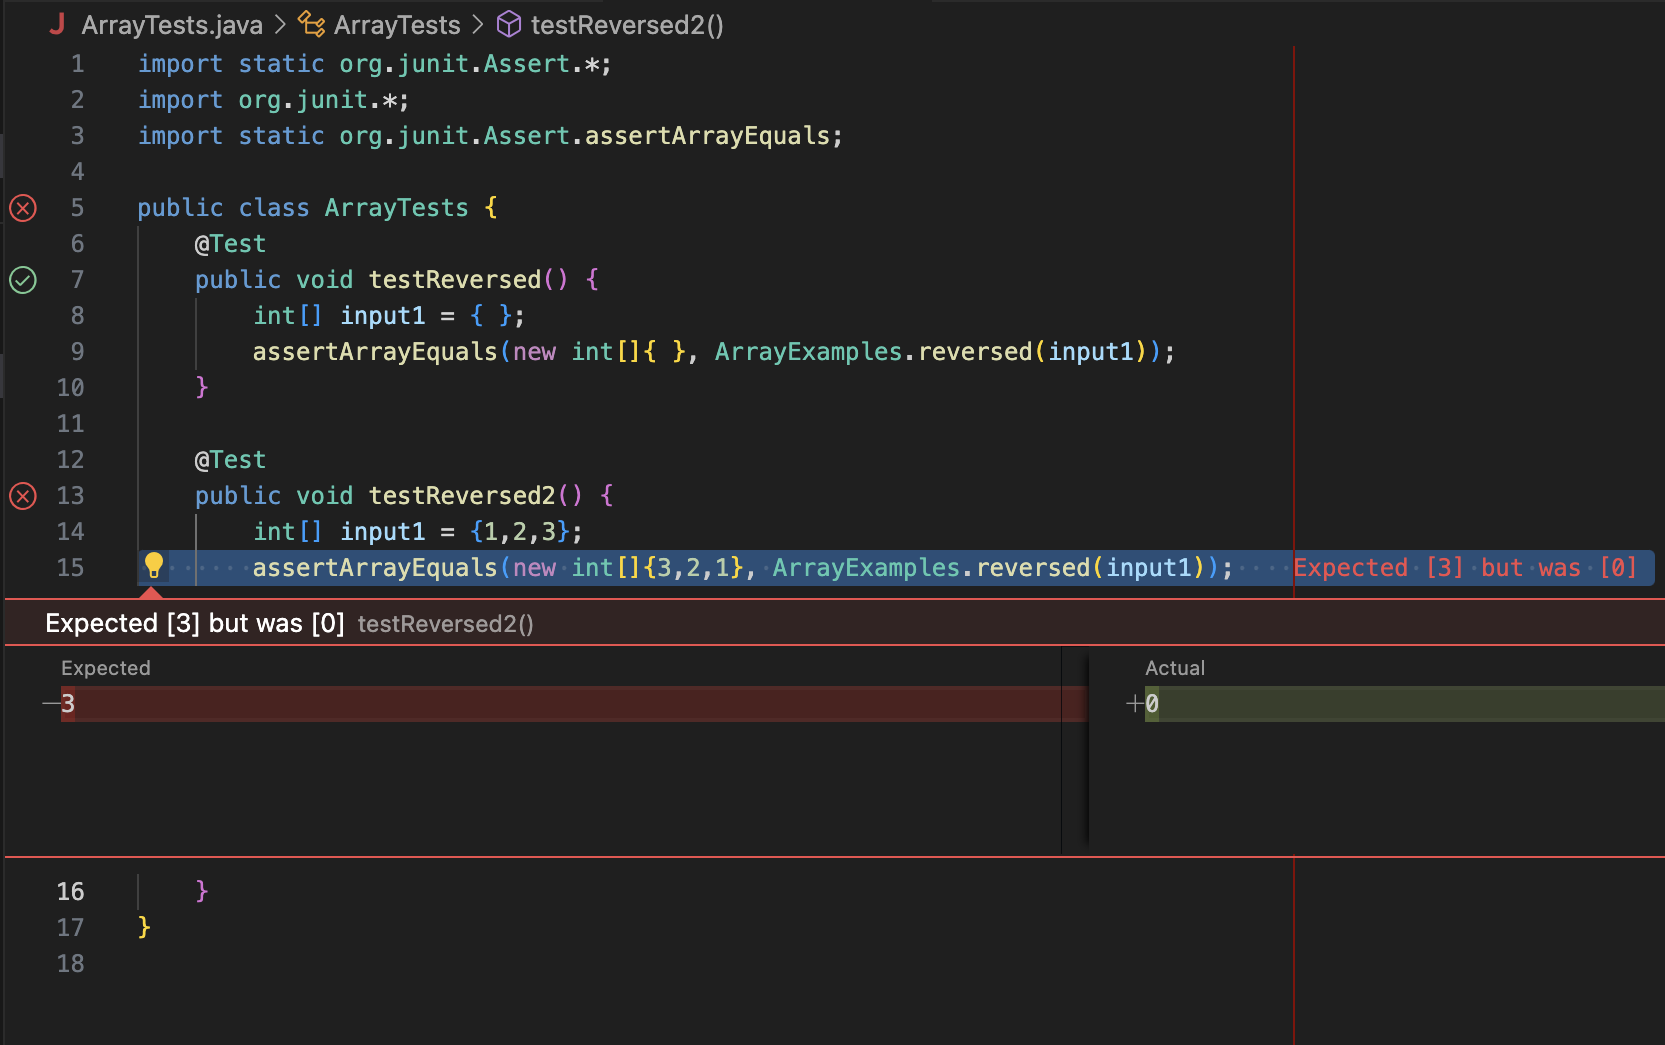 ArrayTests.java > ArrayTests > testReversed2()
1 import static org.junit.Assert.*;
2 import org.junit.*;
3 import static org.junit.Assert.assertArrayEquals;
4
5 public class ArrayTests {
6 @Test
7 public void testReversed() {
8 int[] input1 = { };
9 assertArrayEquals(new int[]{ }, ArrayExamples.reversed(input1));
10 }
11
12 @Test
13 public void testReversed2() {
14 int[] input1 = {1,2,3};
15 assertArrayEquals(new int[]{3,2,1}, ArrayExamples.reversed(input1)); Expected [3] but was [0]
Expected [3] but was [0] testReversed2()
Expected Actual
—3 +0
16 }
17 }
18